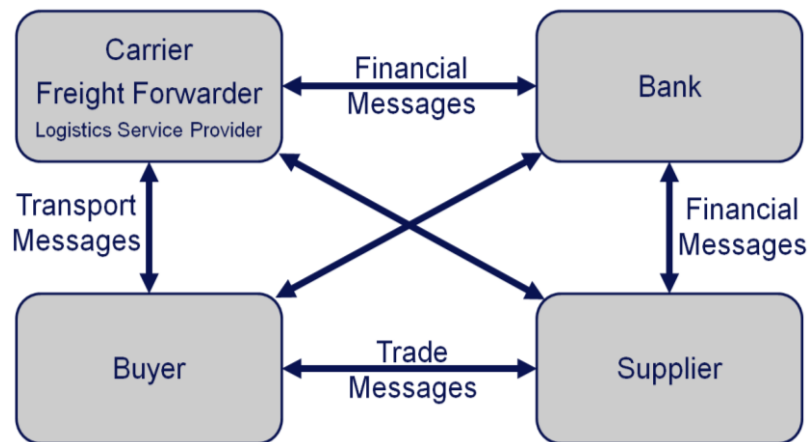 Carrier
Freight Forwarder
Logistics Service Provider
Financial
Messages
Bank
Transport
Messages
Financial
Messages
Buyer
Trade
Messages
Supplier